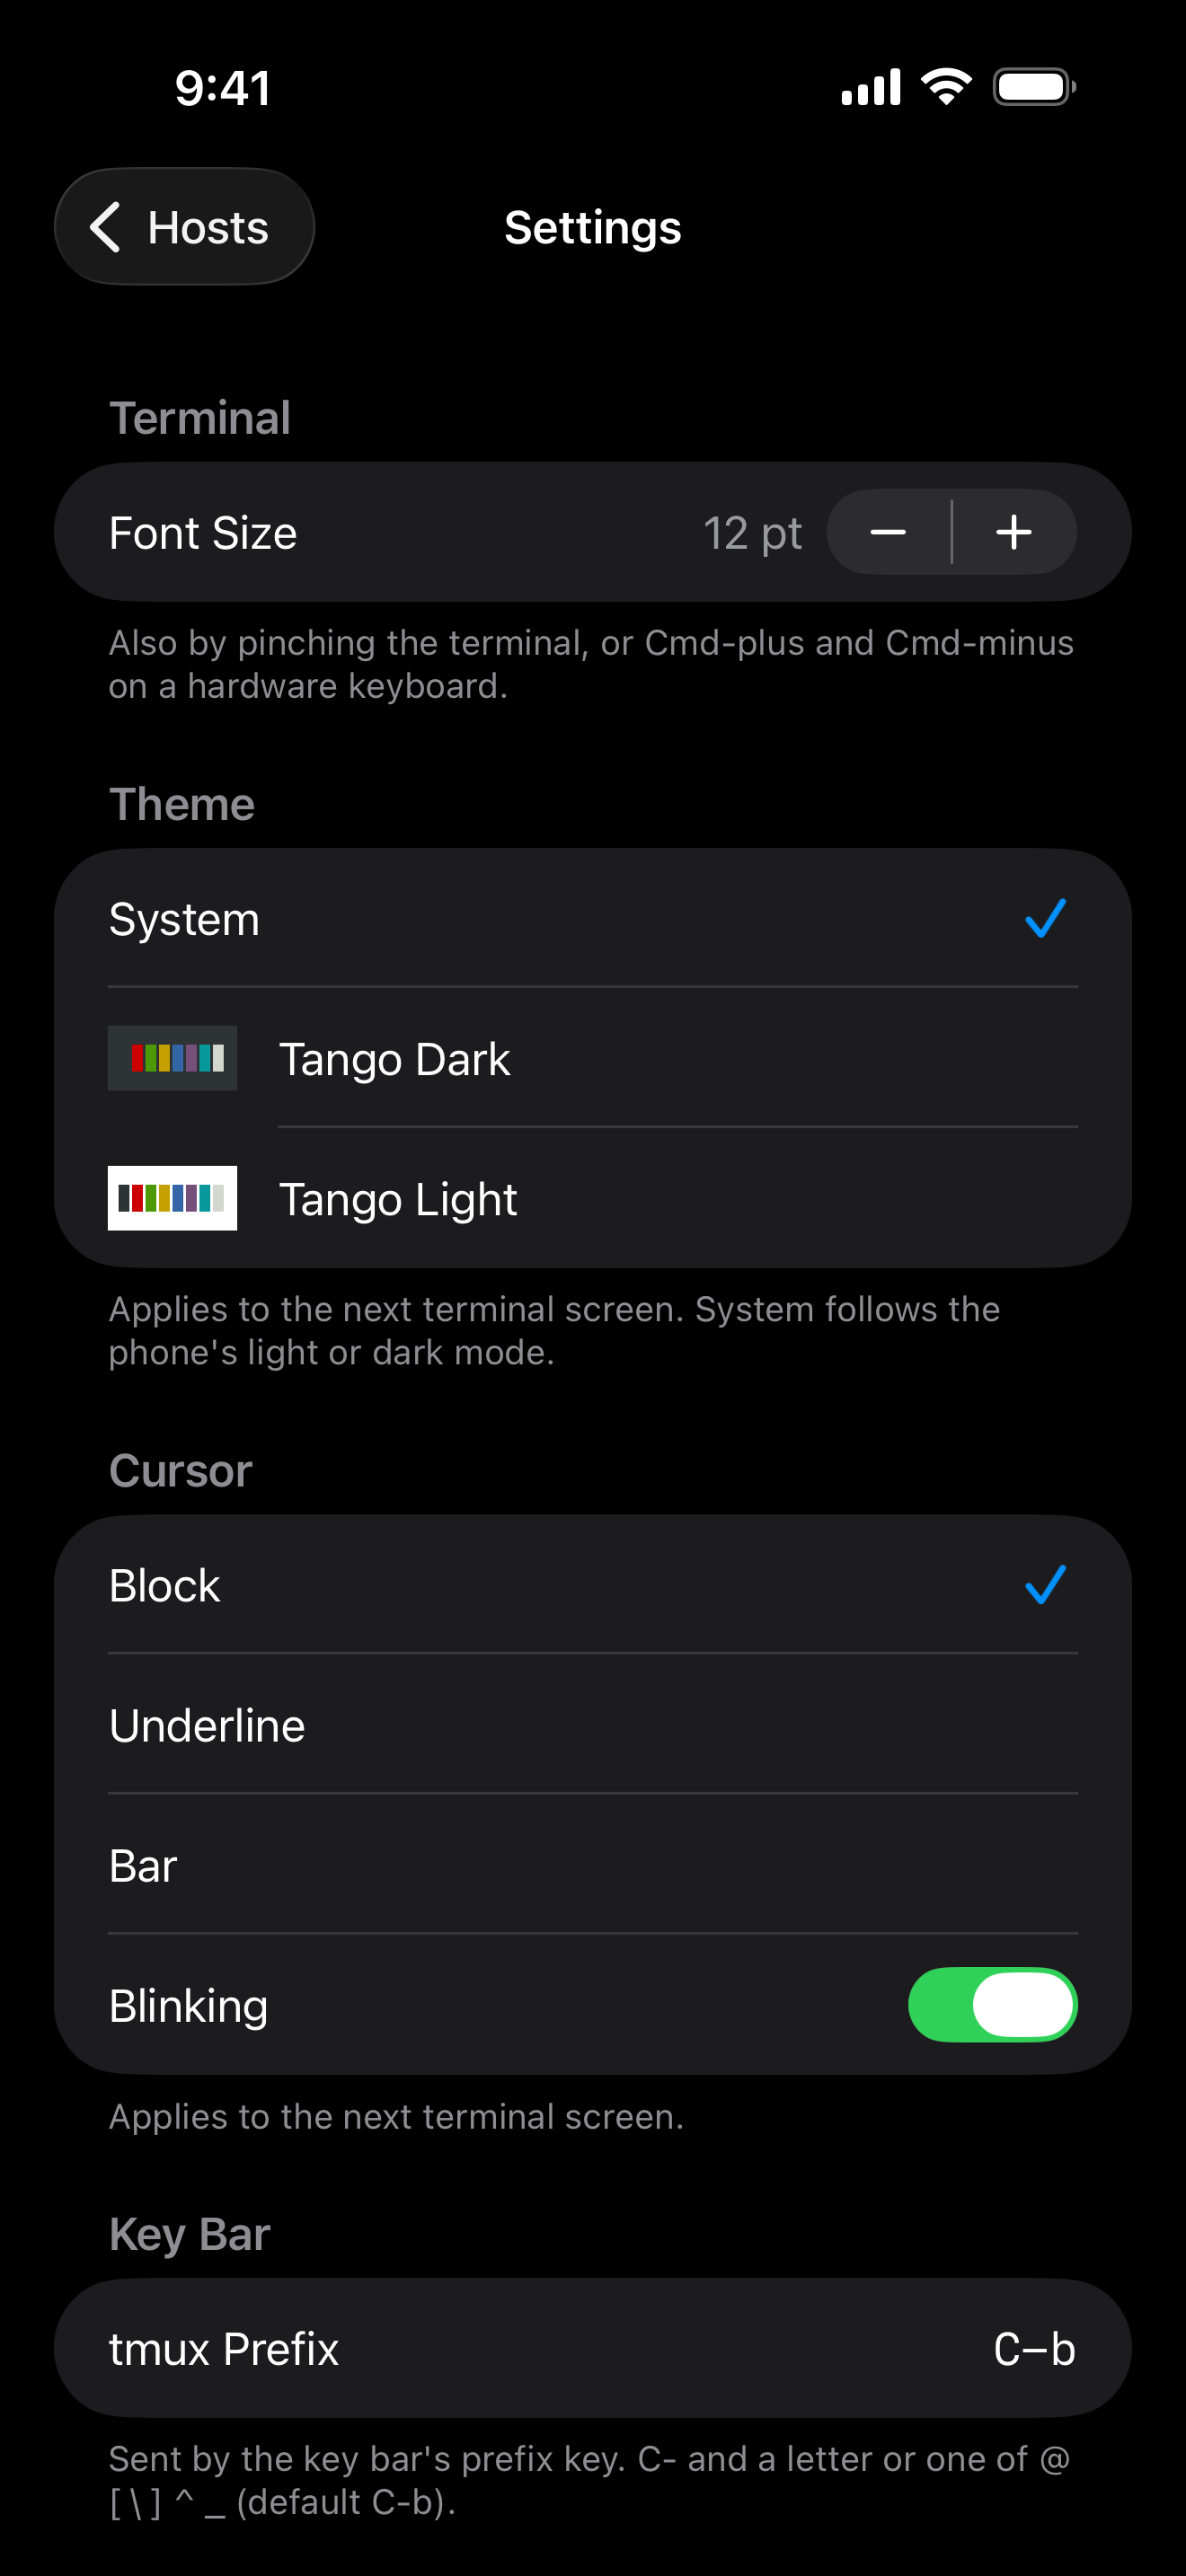 9:41
Hosts
Settings
Terminal
Font Size
12 pt
Also by pinching the terminal, or Cmd-plus and Cmd-minus
on a hardware keyboard.
Theme
System
Tango Dark
Tango Light
Applies to the next terminal screen. System follows the
phone's light or dark mode.
Cursor
Block
Underline
Bar
Blinking
Applies to the next terminal screen.
Key Bar
tmux Prefix
C-b
Sent by the key bar's prefix key. C- and a letter or one of @
[ \ ] ^ _ (default C-b).